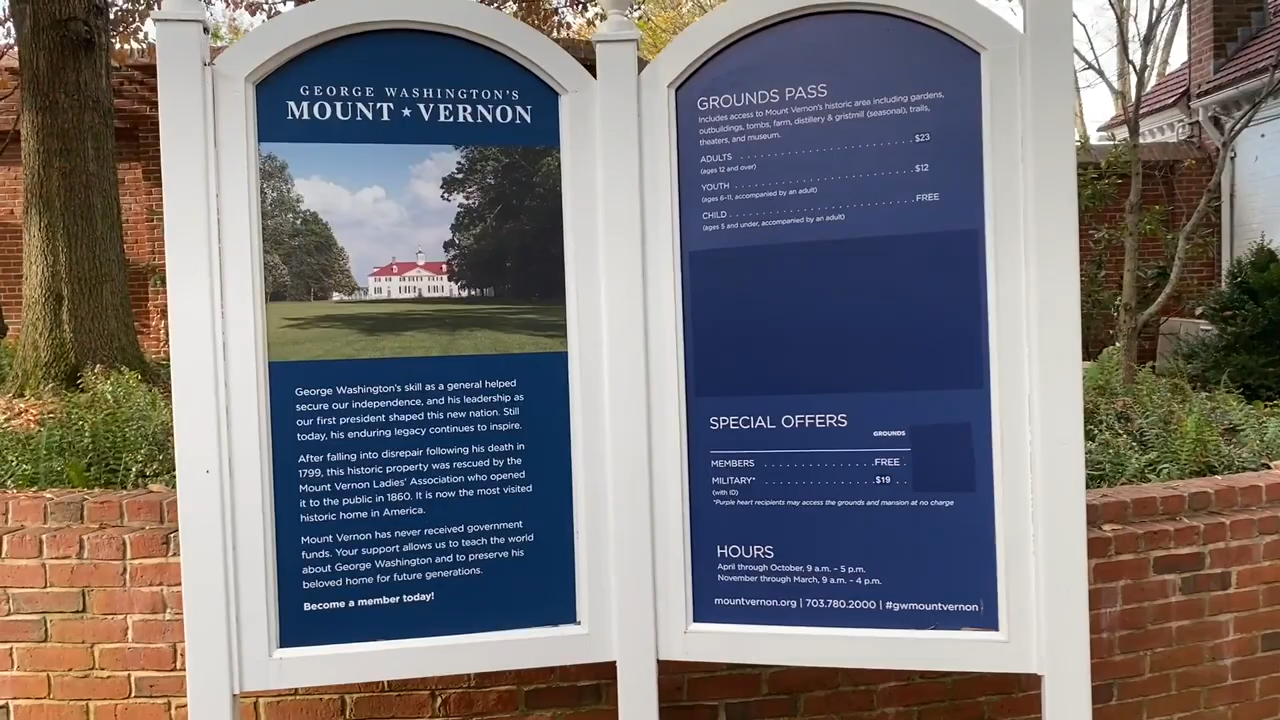 GEORGE WASHINGTON'S
MOUNT ★ VERNON
George Washington's skill as a general helped
secure our independence, and his leadership as
our first president shaped this new nation. Still
today, his enduring legacy continues to inspire.
After falling into disrepair following his death in
1799, this historic property was rescued by the
Mount Vernon Ladies' Association who opened
it to the public in 1860. It is now the most visited
historic home in America.
Mount Vernon has never received government
funds. Your support allows us to teach the world
about George Washington and to preserve his
beloved home for future generations.
Become a member today!
GROUNDS PASS
Includes access to Mount Vernon's historic area including gardens,
outbuildings, tombs, farm, distillery & gristmill (seasonal), trails,
theaters, and museum.
ADULTS . . . . . . . . . . . . . . . . . . . . . . . . . $23
(ages 12 and over)
YOUTH . . . . . . . . . . . . . . . . . . . . . . . . . $12
(ages 6-11, accompanied by an adult)
CHILD . . . . . . . . . . . . . . . . . . . . . . . . . FREE
(ages 5 and under, accompanied by an adult)
SPECIAL OFFERS
GROUNDS
MEMBERS . . . . . . . . . . . . . . FREE .
MILITARY* . . . . . . . . . . . . . . $19 . .
(with ID)
*Purple heart recipients may access the grounds and mansion at no charge
HOURS
April through October, 9 a.m. – 5 p.m.
November through March, 9 a.m. – 4 p.m.
mountvernon.org | 703.780.2000 | #gwmountvernon